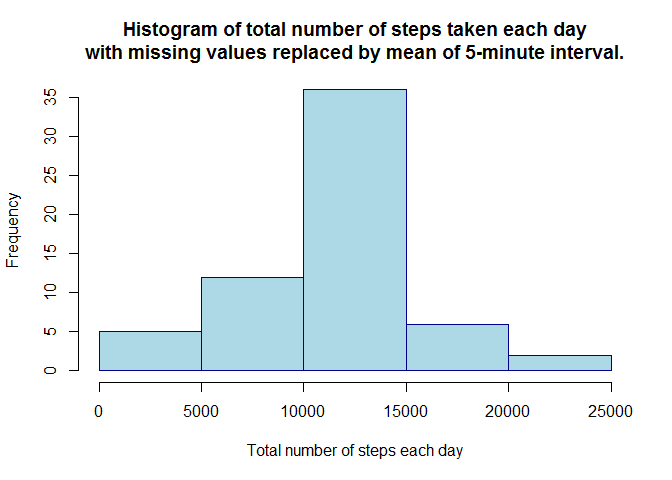 Histogram of total number of steps taken each day
with missing values replaced by mean of 5-minute interval.
Frequency
35
30
25
20
15
10
5
0
0 5000 10000 15000 20000 25000
Total number of steps each day